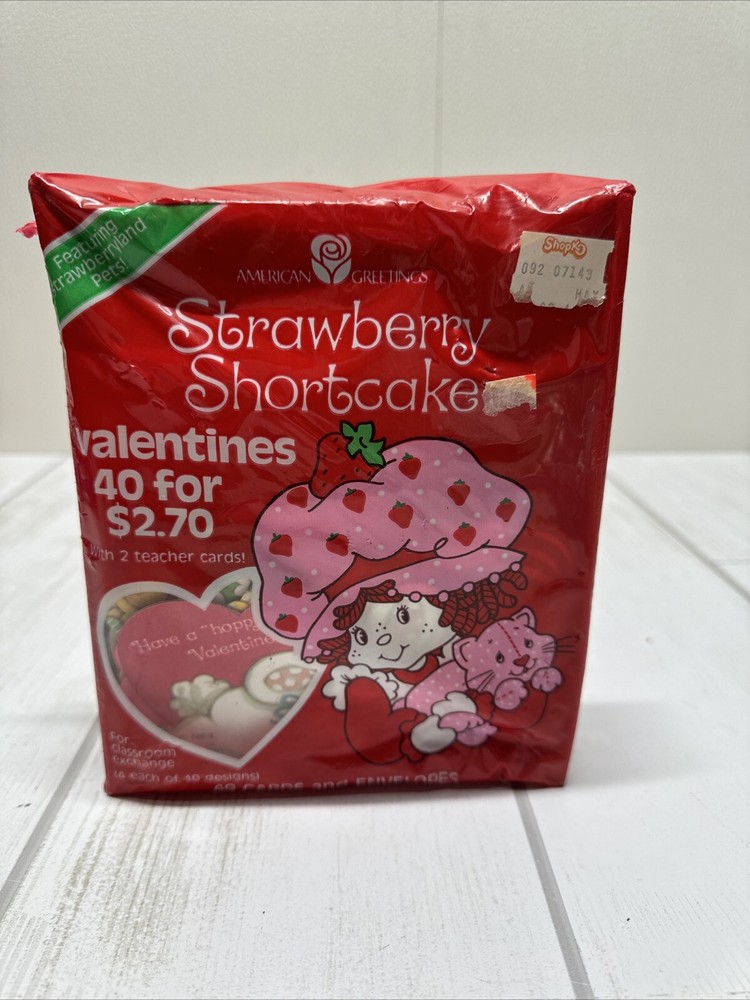 Featuring
Strawberryland
Pets!
AMERICAN GREETINGS
ShopKo
092 07143
Strawberry
Shortcake
valentines
40 for
$2.70
with 2 teacher cards!
"Have a "hopp
Valentine
For
classroom
exchange
(4 each of 10 designs)
40 CARDS and ENVELOPES